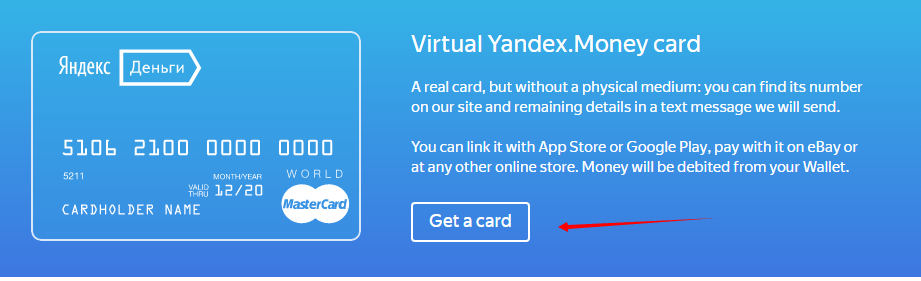 Яндекс Деньги
5106 2100 0000 0000
5211
MONTH/YEAR
VALID THRU 12/20
CARDHOLDER NAME
WORLD
MasterCard
Virtual Yandex.Money card
A real card, but without a physical medium: you can find its number
on our site and remaining details in a text message we will send.
You can link it with App Store or Google Play, pay with it on eBay or
at any other online store. Money will be debited from your Wallet.
Get a card